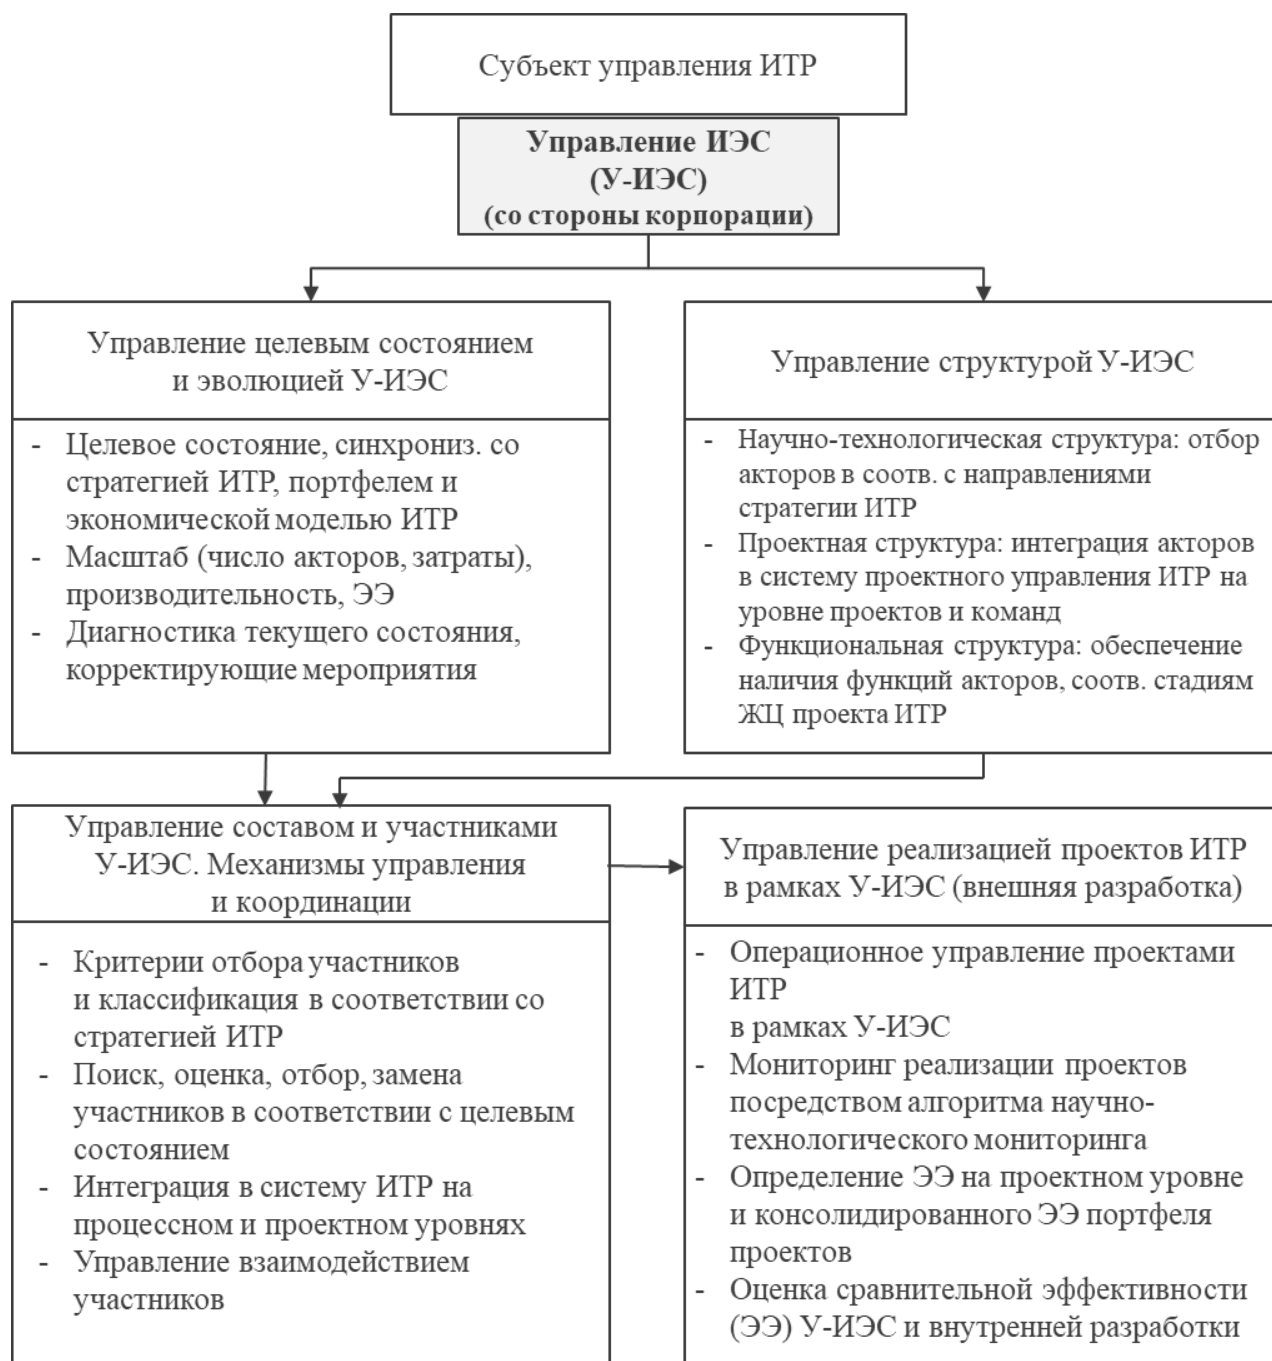 Субъект управления ИТР
Управление ИЭС
(У-ИЭС)
(со стороны корпорации)
Управление целевым состоянием
и эволюцией У-ИЭС
- Целевое состояние, синхрониз. со
стратегией ИТР, портфелем и
экономической моделью ИТР
- Масштаб (число акторов, затраты),
производительность, ЭЭ
- Диагностика текущего состояния,
корректирующие мероприятия
Управление структурой У-ИЭС
- Научно-технологическая структура: отбор
акторов в соотв. с направлениями
стратегии ИТР
- Проектная структура: интеграция акторов
в систему проектного управления ИТР на
уровне проектов и команд
- Функциональная структура: обеспечение
наличия функций акторов, соотв. стадиям
ЖЦ проекта ИТР
Управление составом и участниками
У-ИЭС. Механизмы управления
и координации
- Критерии отбора участников
и классификация в соответствии со
стратегией ИТР
- Поиск, оценка, отбор, замена
участников в соответствии с целевым
состоянием
- Интеграция в систему ИТР на
процессном и проектном уровнях
- Управление взаимодействием
участников
Управление реализацией проектов ИТР
в рамках У-ИЭС (внешняя разработка)
- Операционное управление проектами
ИТР
в рамках У-ИЭС
- Мониторинг реализации проектов
посредством алгоритма научно-
технологического мониторинга
- Определение ЭЭ на проектном уровне
и консолидированного ЭЭ портфеля
проектов
- Оценка сравнительной эффективности
(ЭЭ) У-ИЭС и внутренней разработки